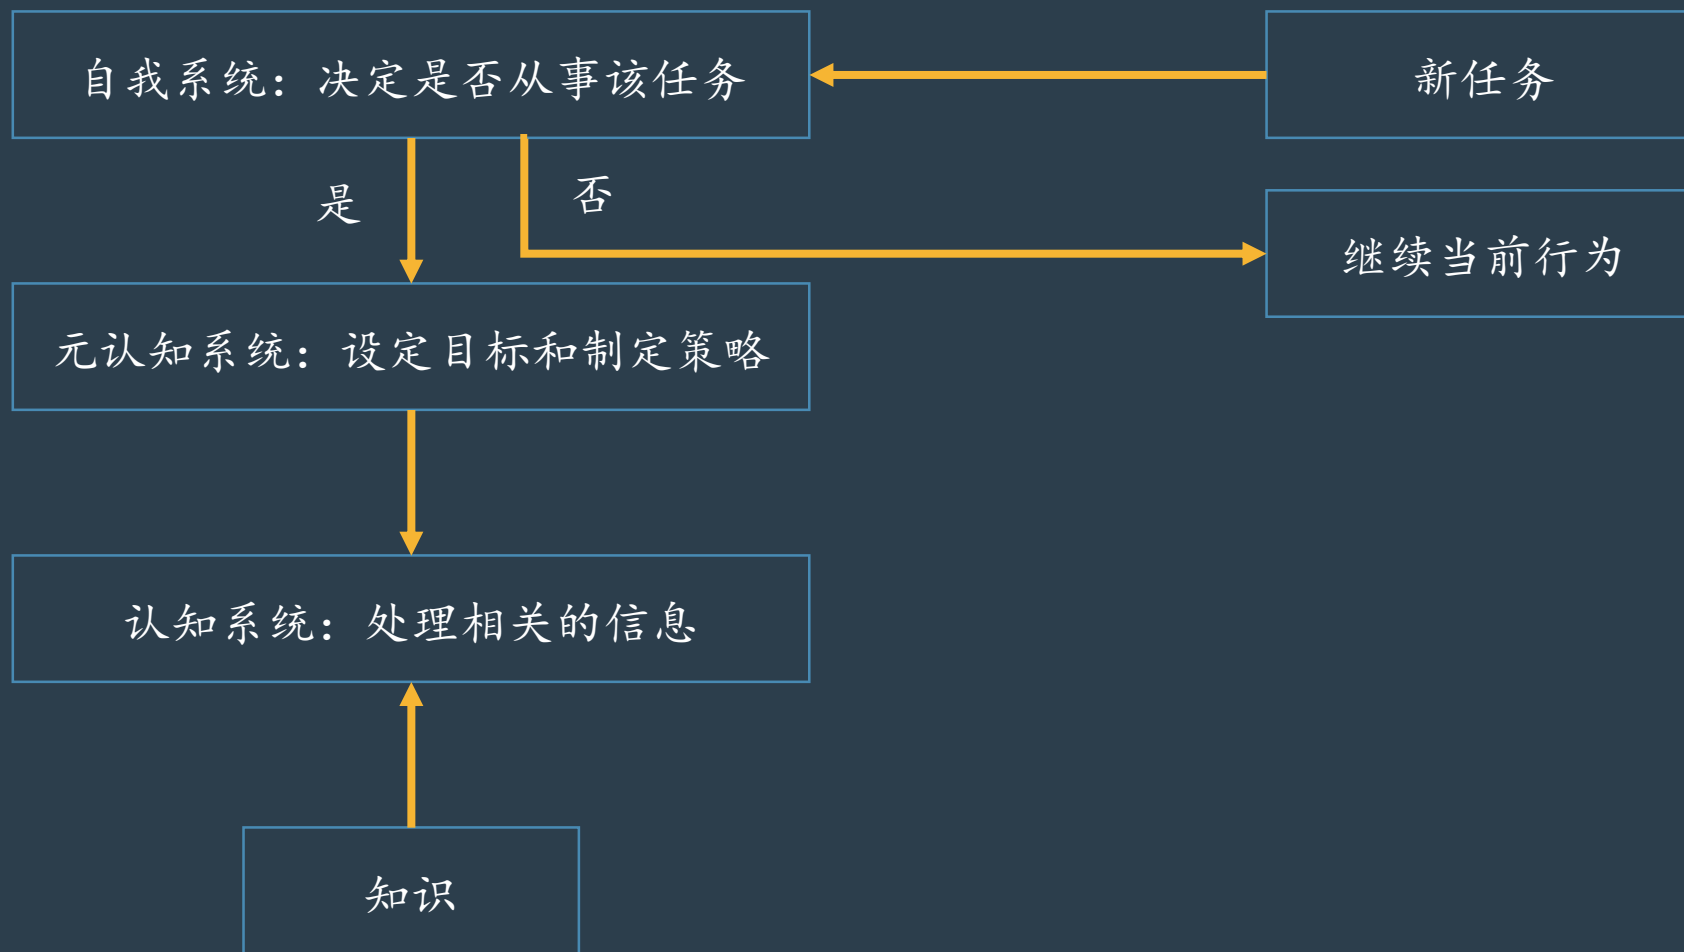 自我系统：决定是否从事该任务
新任务
是
否
继续当前行为
元认知系统：设定目标和制定策略
认知系统：处理相关的信息
知识